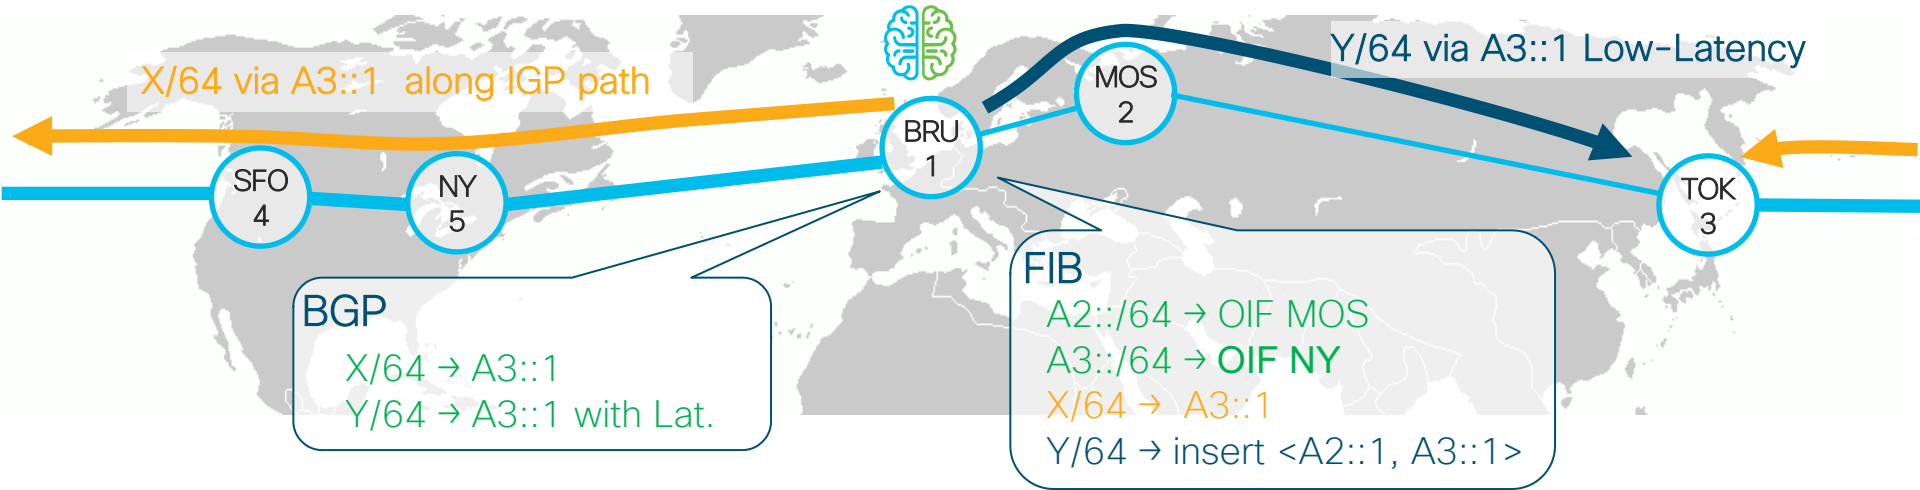 X/64 via A3::1 along IGP path
Y/64 via A3::1 Low-Latency
MOS
2
BRU
1
SFO
4
NY
5
TOK
3
BGP
X/64 → A3::1
Y/64 → A3::1 with Lat.
FIB
A2::/64 → OIF MOS
A3::/64 → OIF NY
X/64 → A3::1
Y/64 → insert <A2::1, A3::1>